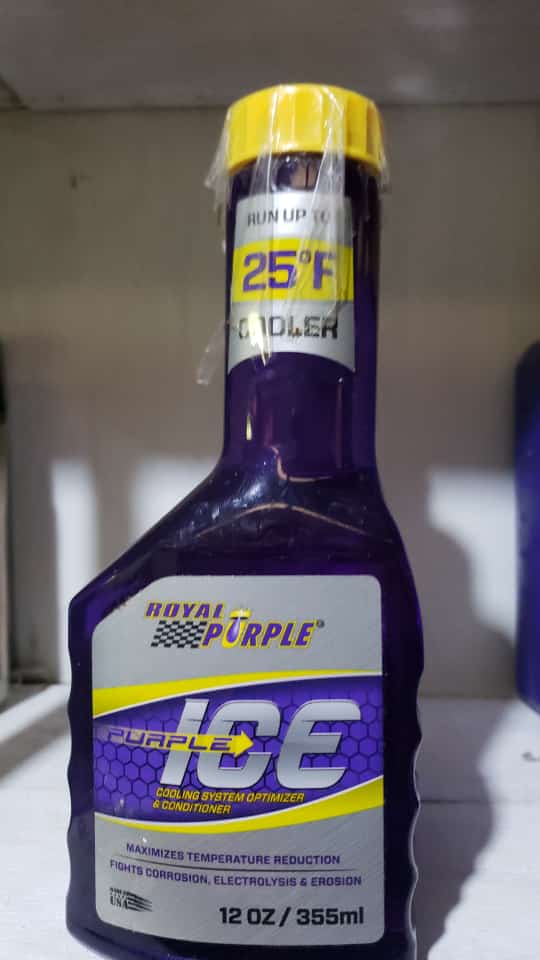 RUN UP TO
25°F
COOLER
ROYAL
PURPLE®
ICE
PURPLE
COOLING SYSTEM OPTIMIZER
& CONDITIONER
MAXIMIZES TEMPERATURE REDUCTION
FIGHTS CORROSION, ELECTROLYSIS & EROSION
USA
12 OZ / 355ml